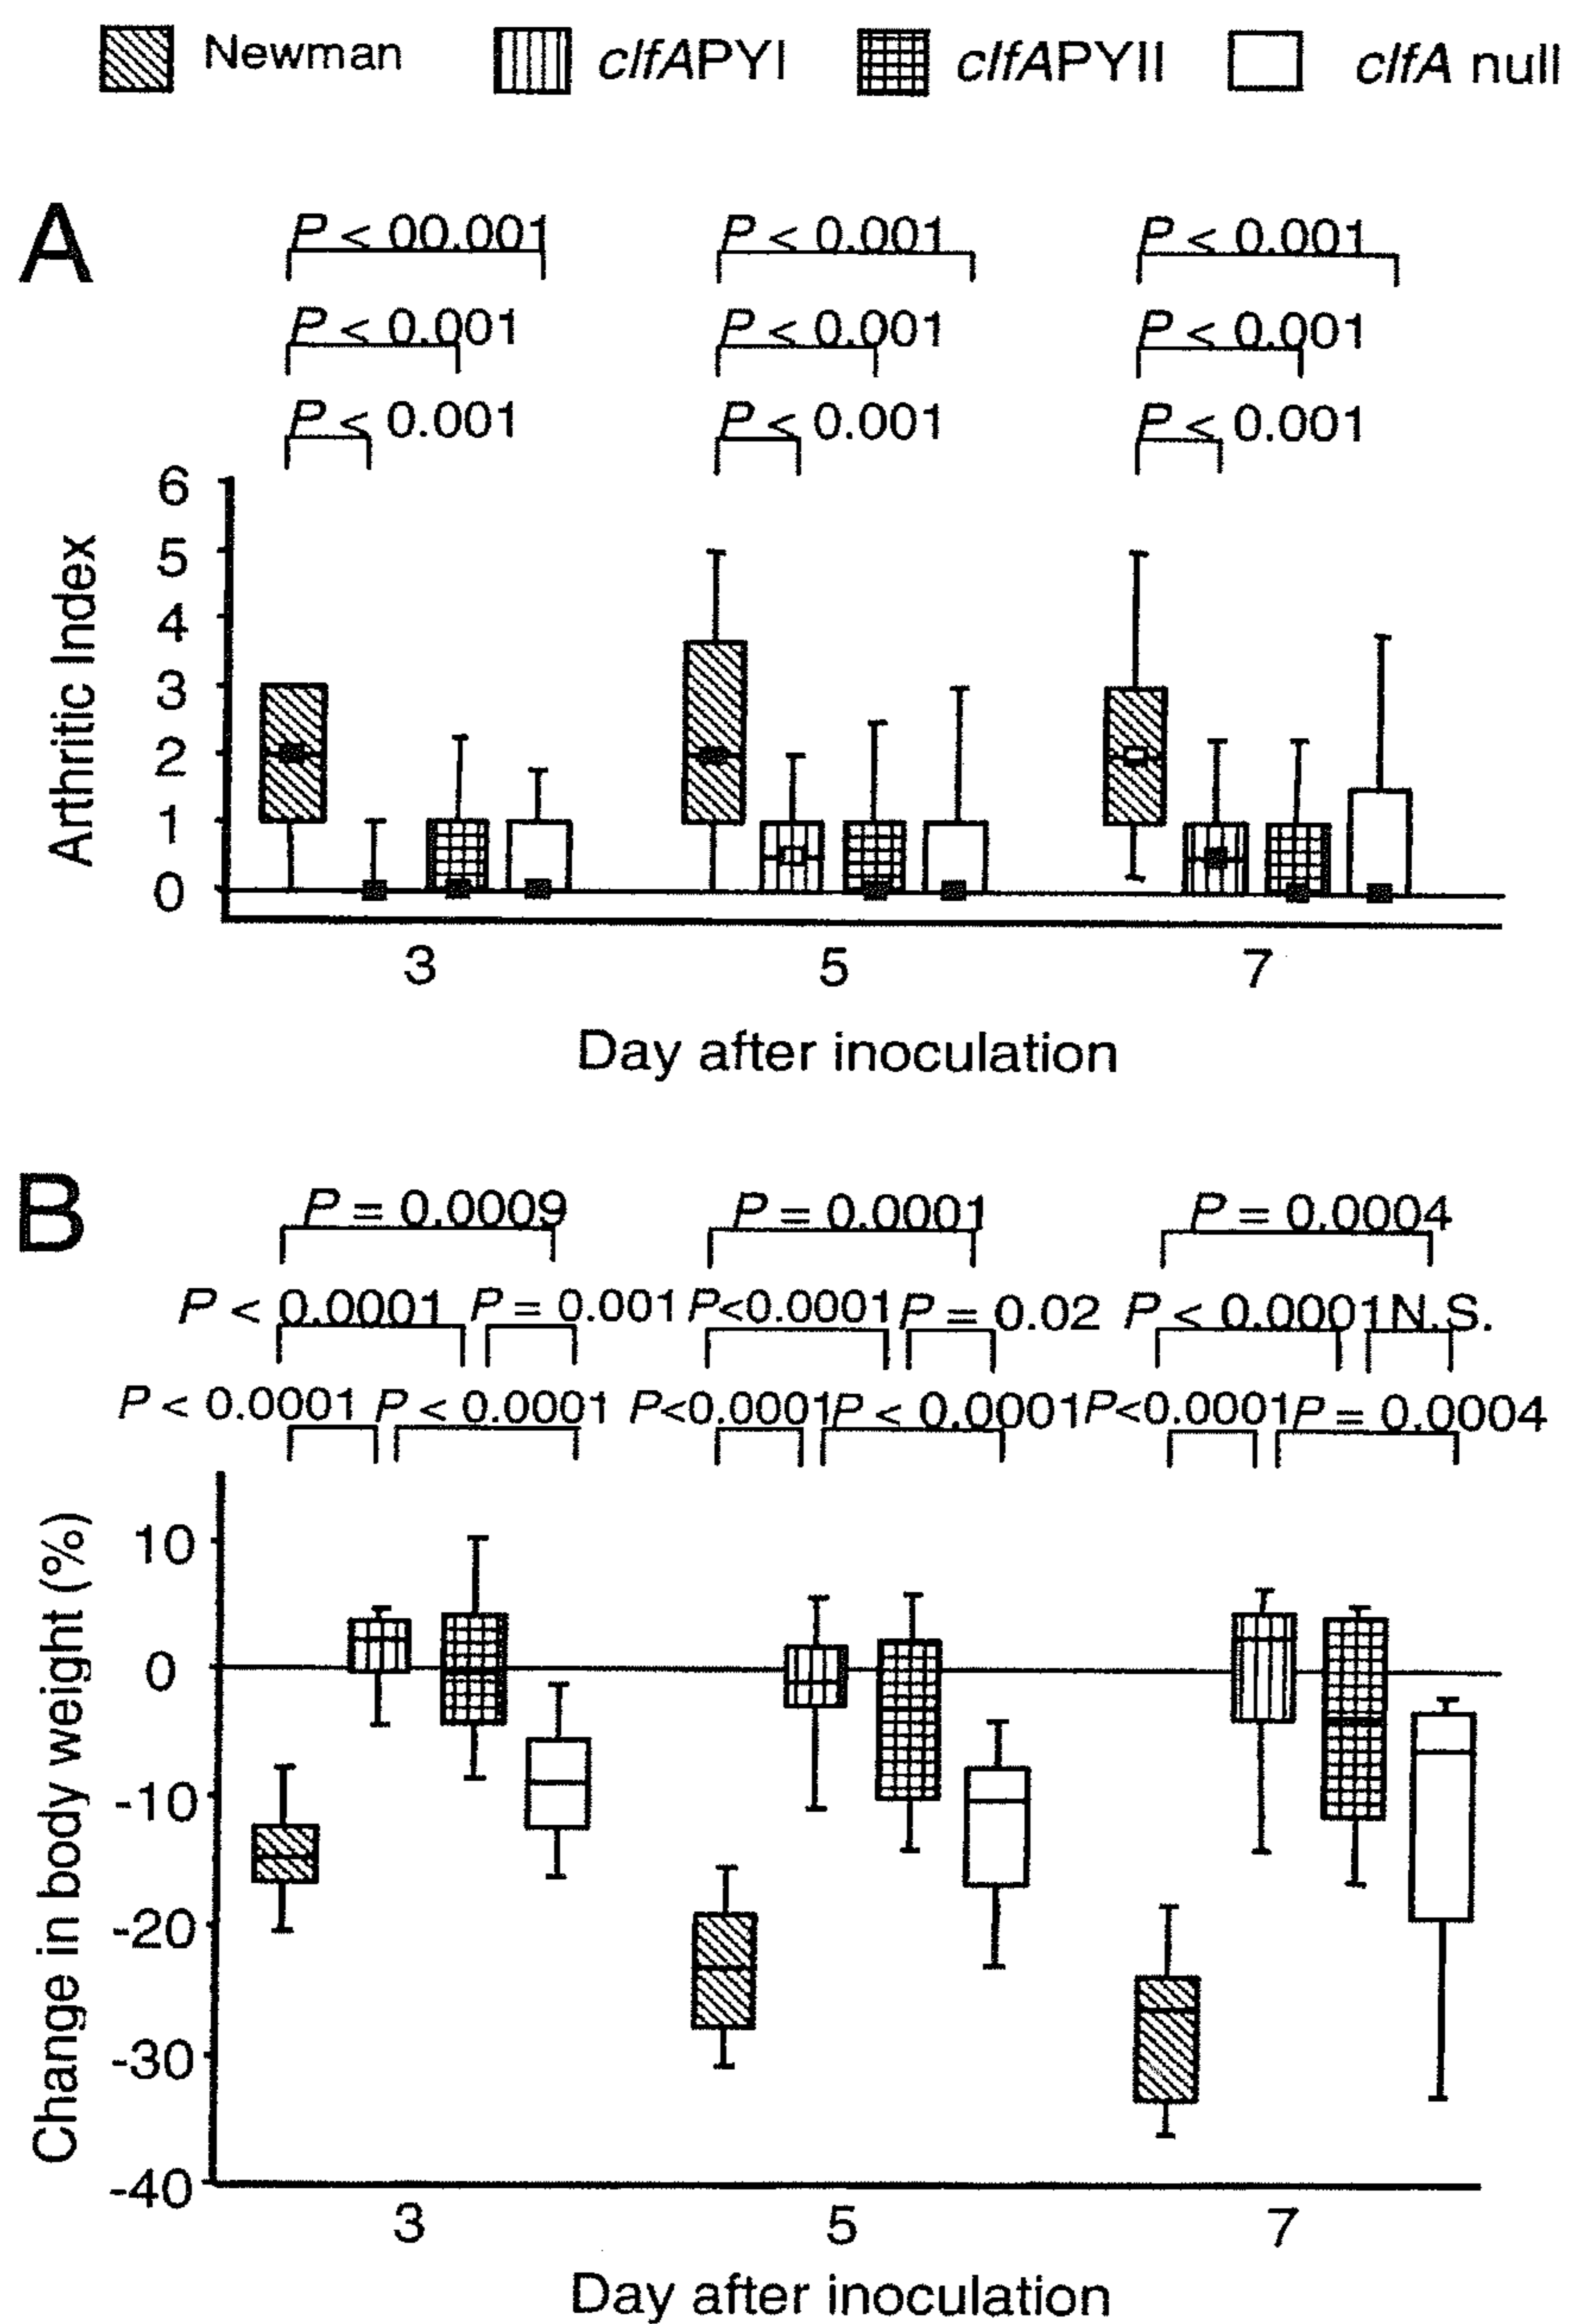 Newman clfAPYI clfAPYII clfA null
A
P < 00.001 P < 0.001 P < 0.001
P < 0.001 P < 0.001 P < 0.001
P < 0.001 P < 0.001 P < 0.001
Arthritic Index
6
5
4
3
2
1
0
3 5 7
Day after inoculation
B
P = 0.0009 P = 0.0001 P = 0.0004
P < 0.0001 P = 0.001 P<0.0001 P = 0.02 P < 0.0001 N.S.
P < 0.0001 P < 0.0001 P<0.0001 P < 0.0001 P<0.0001 P = 0.0004
Change in body weight (%)
10
0
-10
-20
-30
-40
3 5 7
Day after inoculation